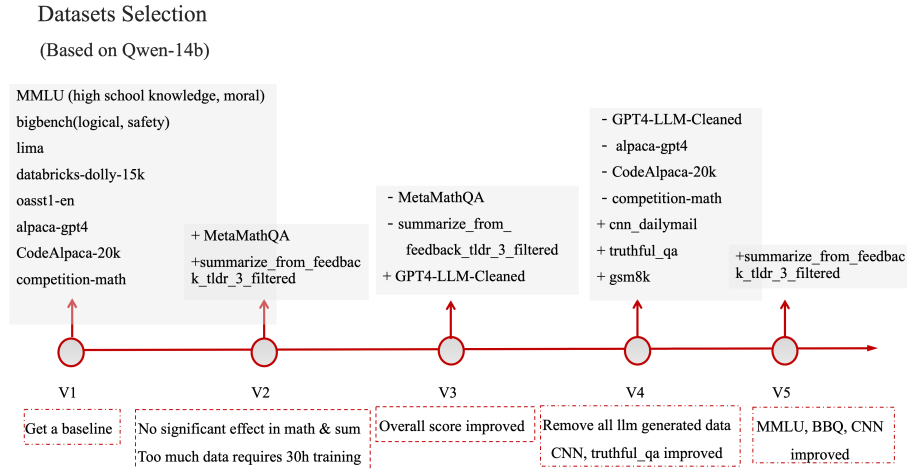 Datasets Selection
(Based on Qwen-14b)
MMLU (high school knowledge, moral)
bigbench(logical, safety)
lima
databricks-dolly-15k
oasst1-en
alpaca-gpt4
CodeAlpaca-20k
competition-math
+ MetaMathQA
+summarize_from_feedbac
k_tldr_3_filtered
- MetaMathQA
- summarize_from_
feedback_tldr_3_filtered
+ GPT4-LLM-Cleaned
- GPT4-LLM-Cleaned
- alpaca-gpt4
- CodeAlpaca-20k
- competition-math
+ cnn_dailymail
+ truthful_qa
+ gsm8k
+summarize_from_feedbac
k_tldr_3_filtered
V1
V2
V3
V4
V5
Get a baseline
No significant effect in math & sum
Too much data requires 30h training
Overall score improved
Remove all llm generated data
CNN, truthful_qa improved
MMLU, BBQ, CNN
improved